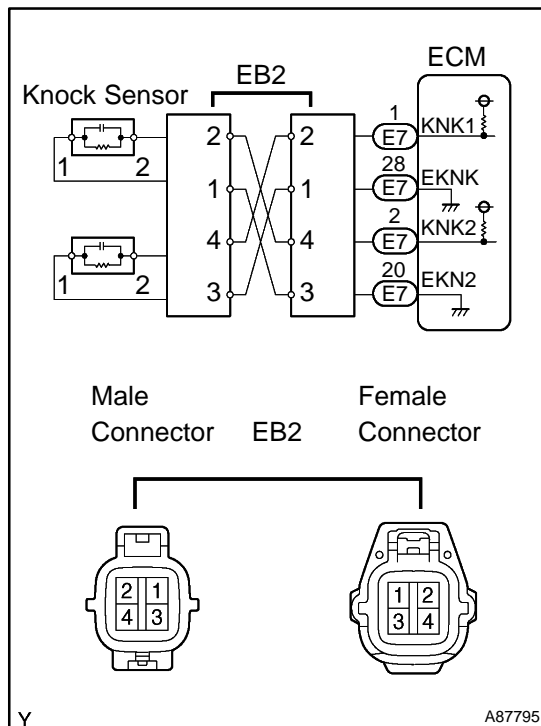 ECM
EB2
Knock Sensor
1 2
1 2
2
1
4
3
2
1
4
3
1
E7 KNK1
28
E7 EKNK
2
E7 KNK2
20
E7 EKN2
Male Connector
EB2
Female Connector
2 1
4 3
1 2
3 4
Y
A87795